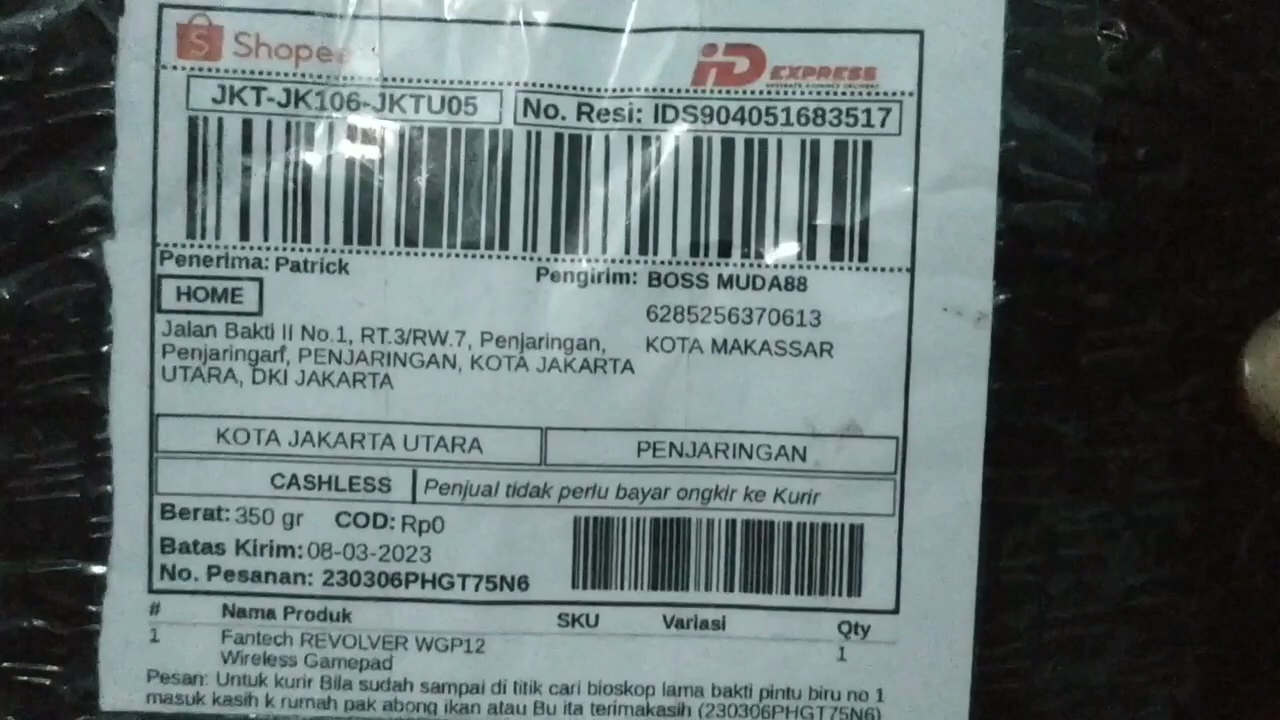 Shopee
iD EXPRESS
JKT-JK106-JKTU05
No. Resi: IDS904051683517
Penerima: Patrick
Pengirim: BOSS MUDA88
HOME
6285256370613
KOTA MAKASSAR
Jalan Bakti II No.1, RT.3/RW.7, Penjaringan,
Penjaringan, PENJARINGAN, KOTA JAKARTA
UTARA, DKI JAKARTA
KOTA JAKARTA UTARA
PENJARINGAN
CASHLESS
Penjual tidak perlu bayar ongkir ke Kurir
Berat: 350 gr COD: Rp0
Batas Kirim: 08-03-2023
No. Pesanan: 230306PHGT75N6
# Nama Produk SKU Variasi Qty
1 Fantech REVOLVER WGP12 1
Wireless Gamepad
Pesan: Untuk kurir Bila sudah sampai di titik cari bioskop lama bakti pintu biru no 1
masuk kasih k rumah pak abong ikan atau Bu ita terimakasih (230306PHGT75N6)